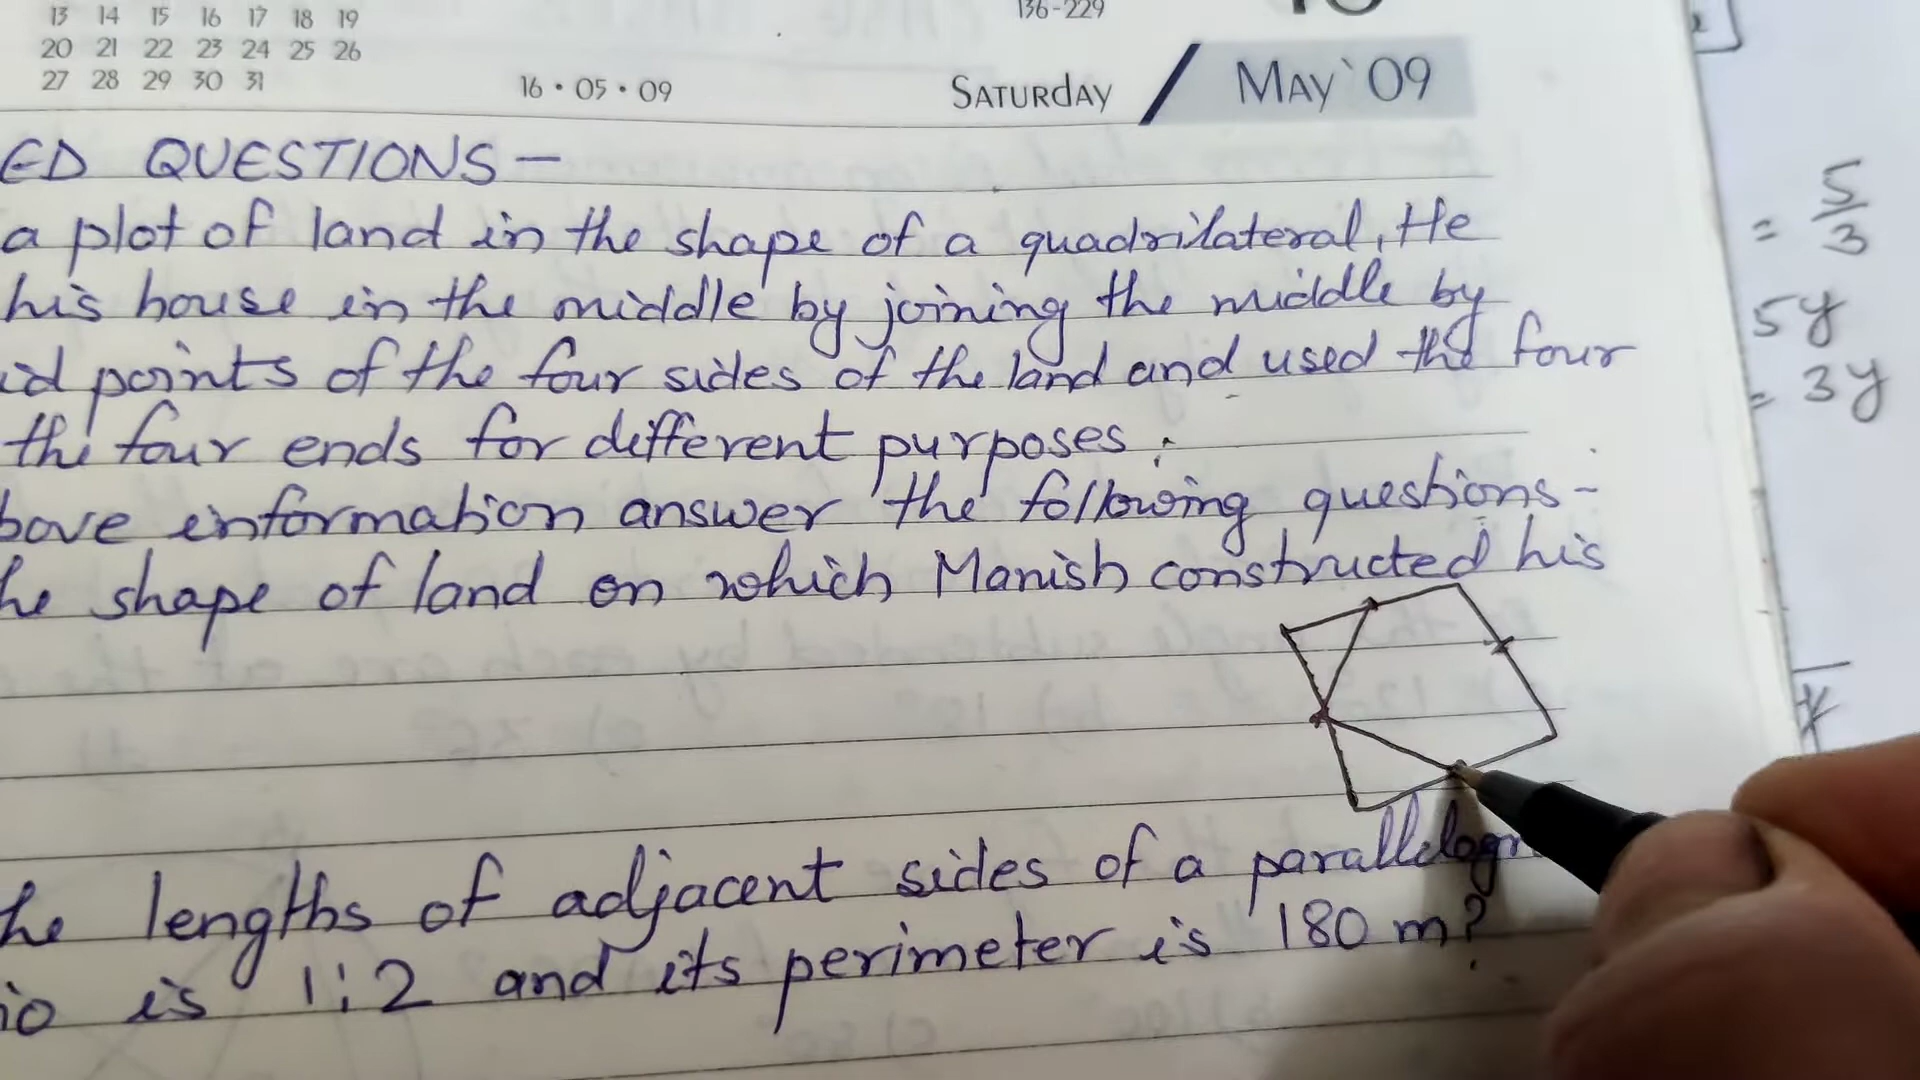 13 14 15 16 17 18 19
20 21 22 23 24 25 26
27 28 29 30 31
136-229
16 • 05 • 09
SATURdAY
MAY`09
ED QUESTIONS -
a plot of land in the shape of a quadrilateral. He
his house in the middle by joining the middle by
id points of the four sides of the land and used the four
the four ends for different purposes.
bove information answer the following questions -
he shape of land on which Manish constructed his
he lengths of adjacent sides of a parallelogr
io is 1:2 and its perimeter is 180 m?
= 5/3
5y
= 3y